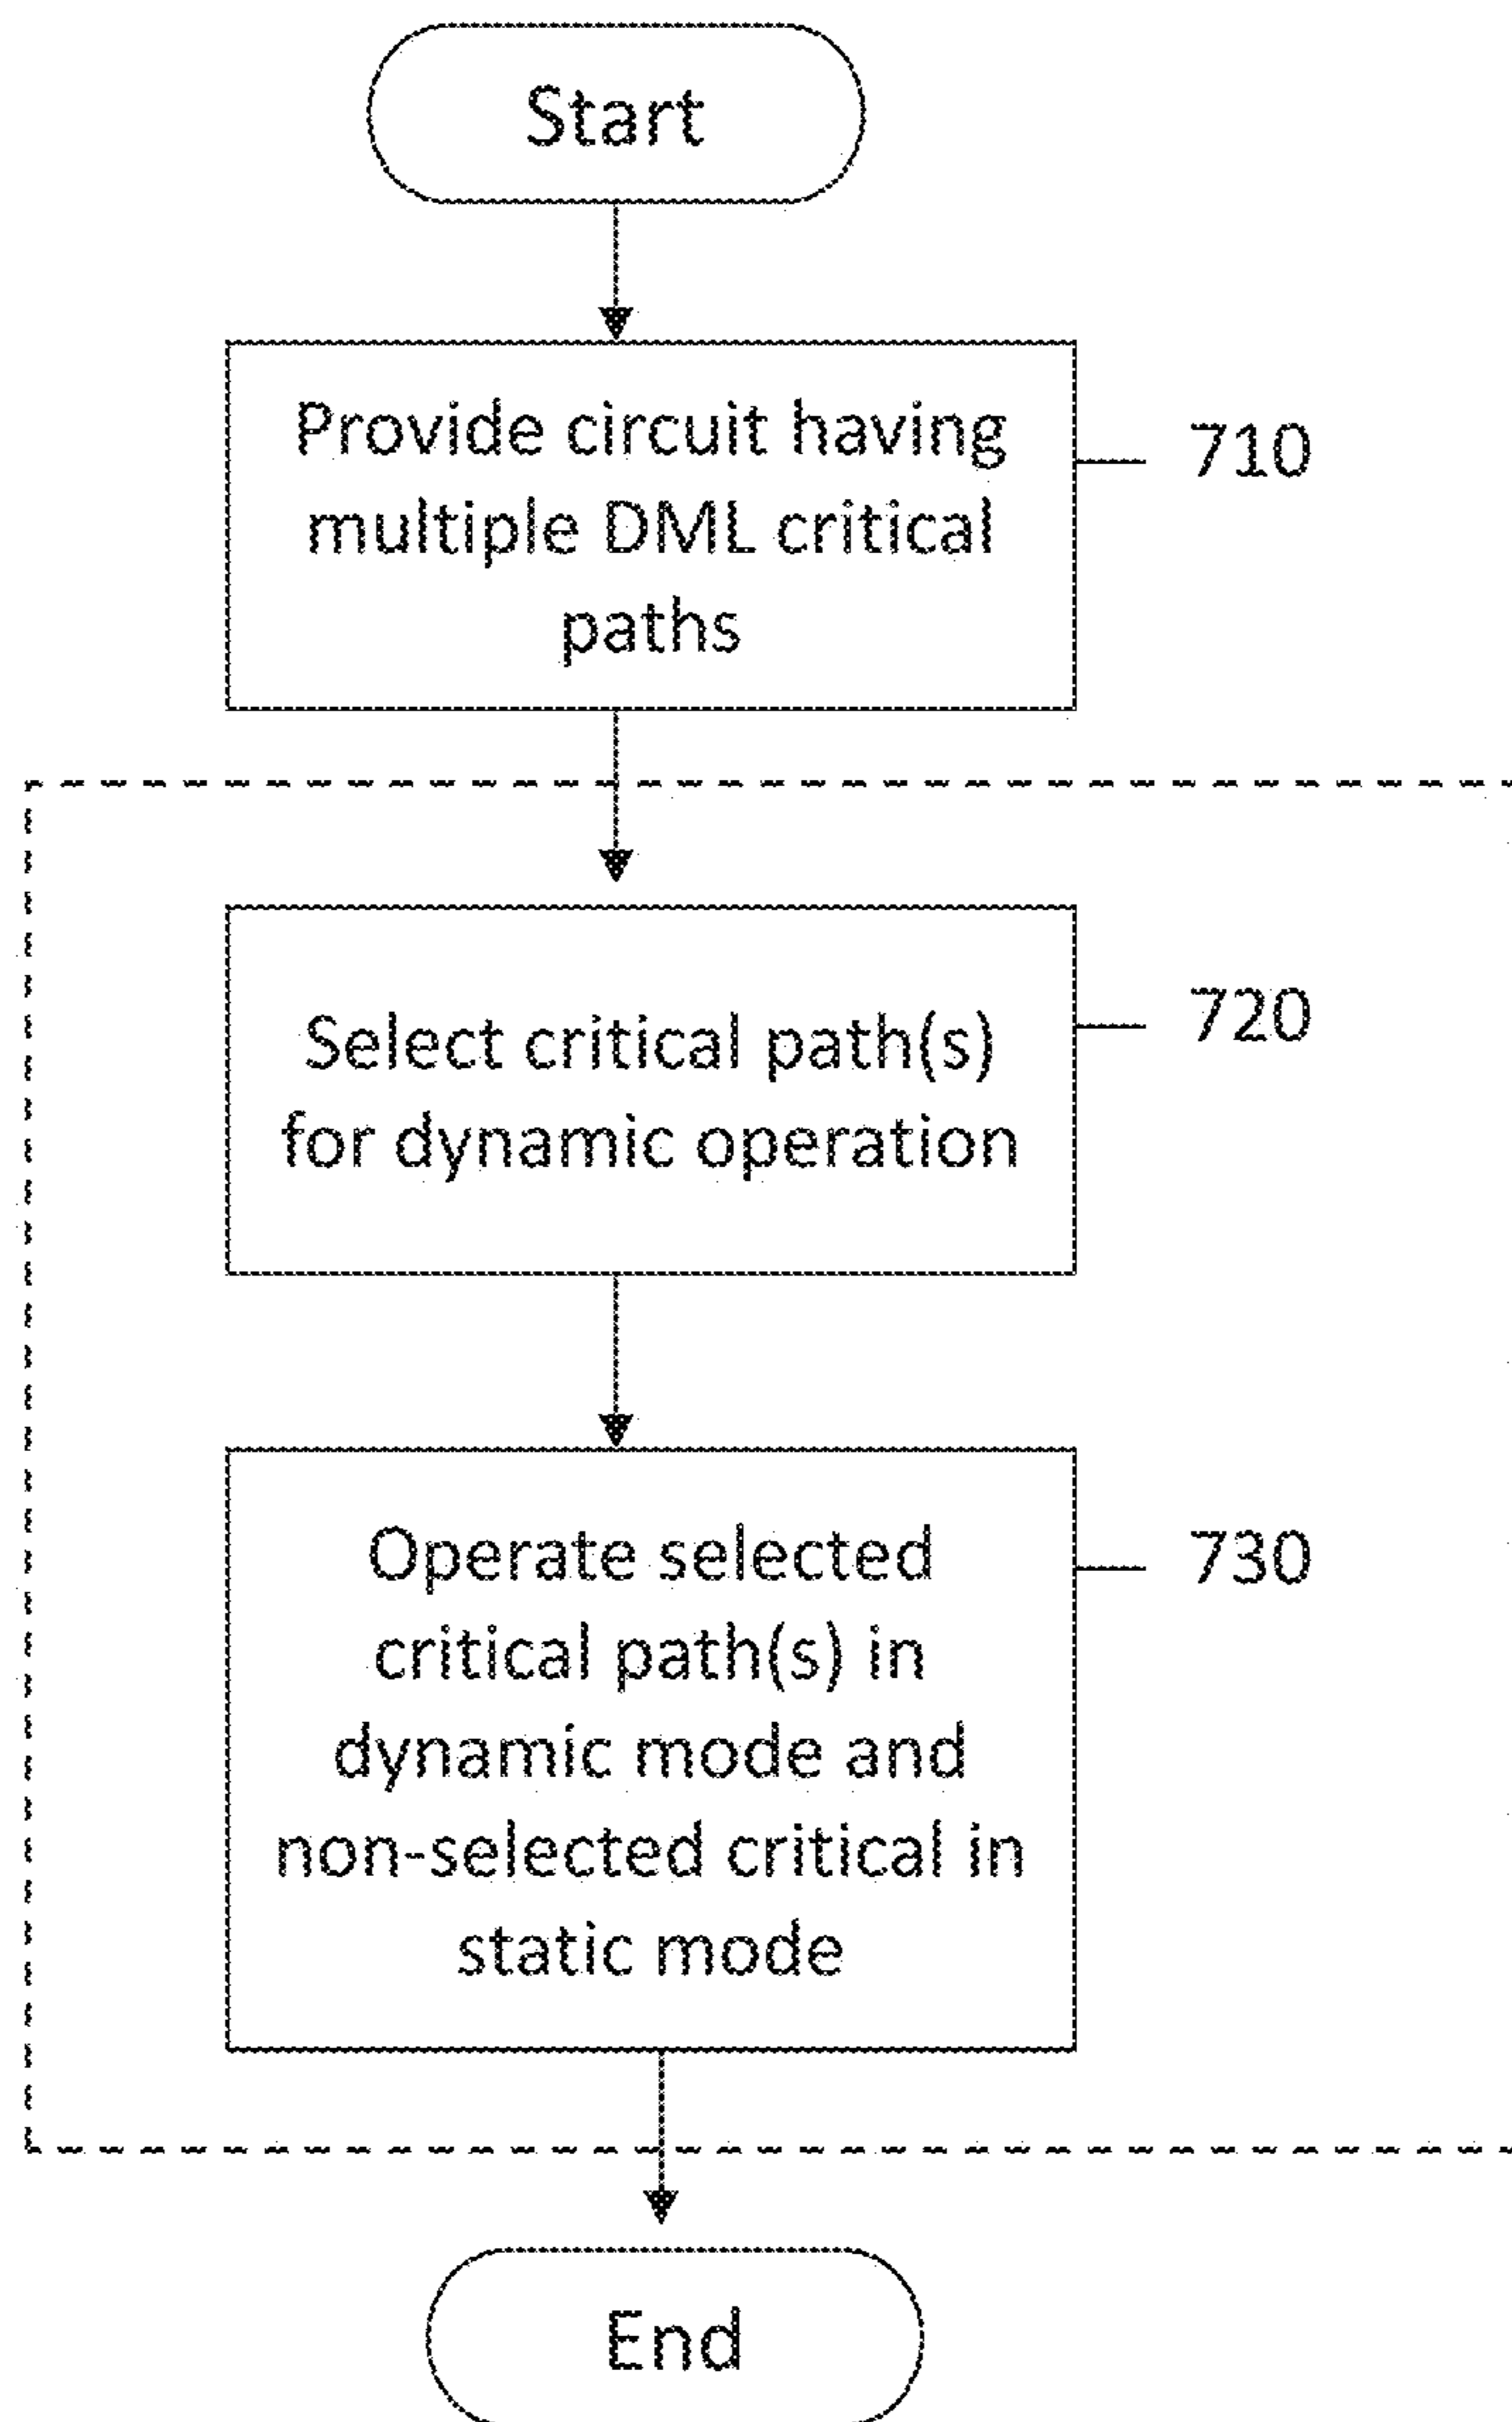 Start
Provide circuit having
710
multiple DML critical
paths
Select critical path(s)
720
for dynamic operation
Operate selected
730
critical path(s) in
dynamic mode and
non-selected critical in
static mode
End